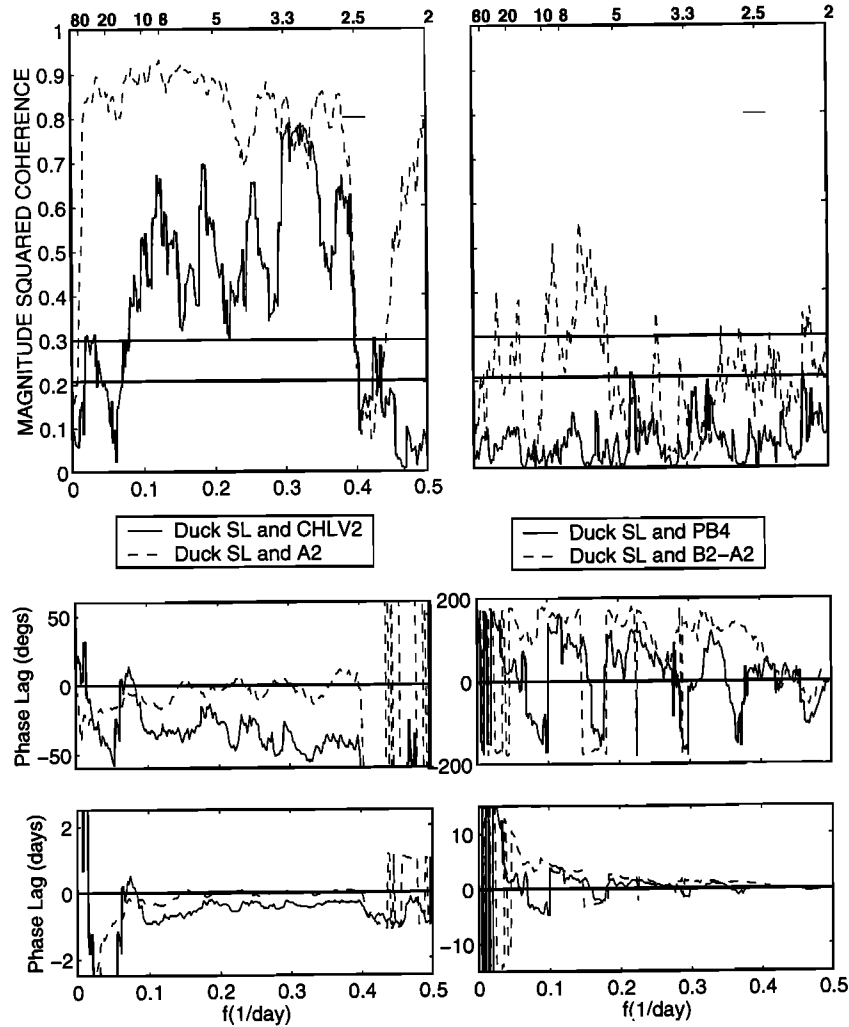 80 20 10 8 5 3.3 2.5 2
80 20 10 8 5 3.3 2.5 2
MAGNITUDE SQUARED COHERENCE
1
0.9
0.8
0.7
0.6
0.5
0.4
0.3
0.2
0.1
0
0 0.1 0.2 0.3 0.4 0.5
Duck SL and CHLV2
Duck SL and A2
Duck SL and PB4
Duck SL and B2-A2
Phase Lag (degs)
50
0
-50
200
0
-200
Phase Lag (days)
2
0
-2
0 0.1 0.2 0.3 0.4 0.5
f(1/day)
10
0
-10
0 0.1 0.2 0.3 0.4 0.5
f(1/day)